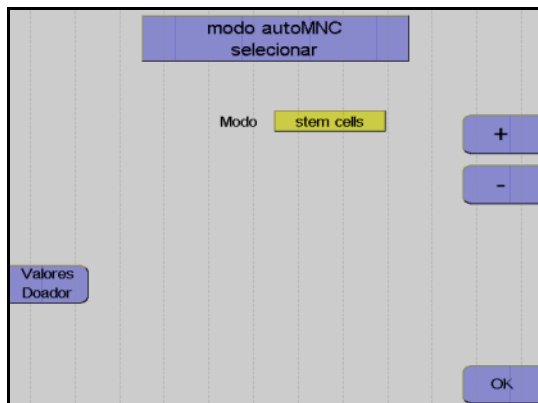 modo autoMNC
selecionar
Modo stem cells
+
-
Valores
Doador
OK